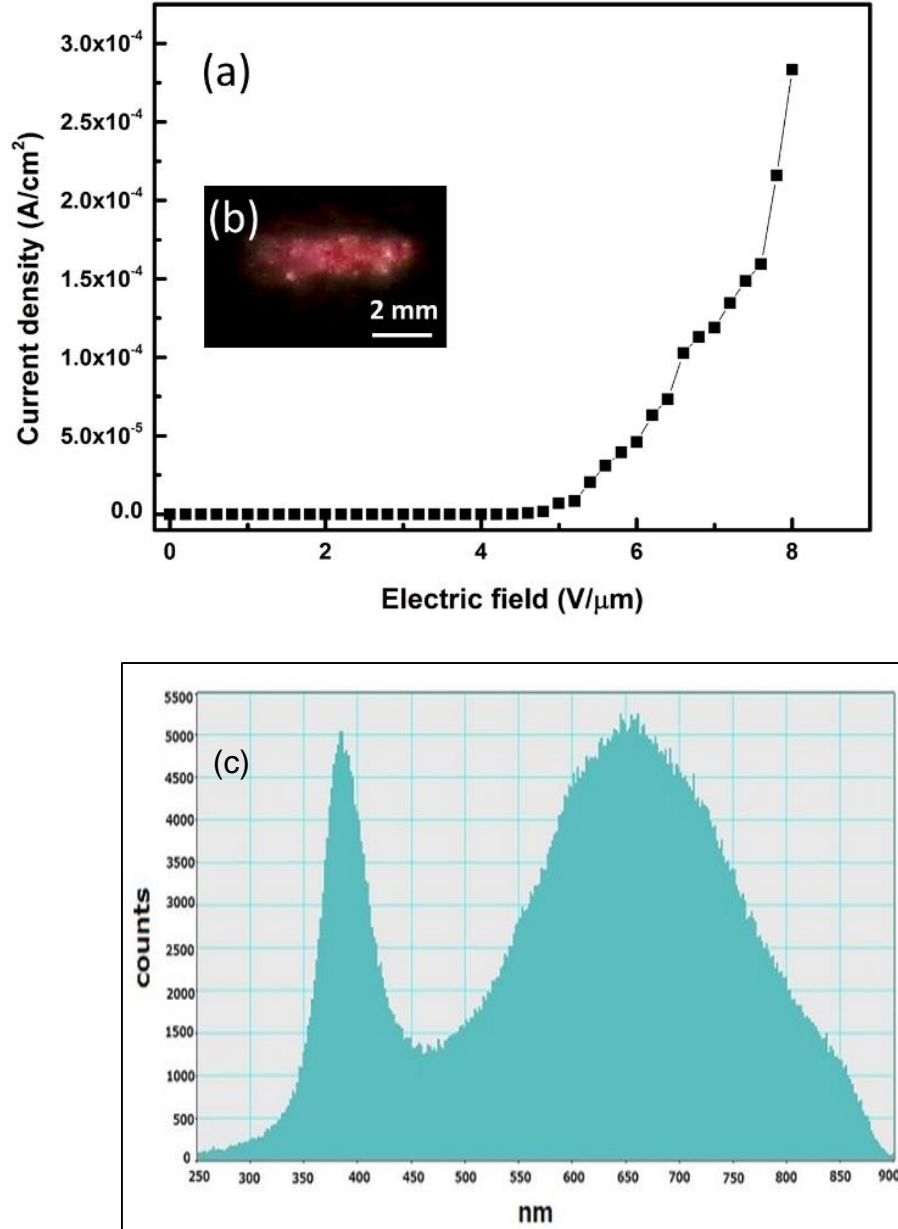 (a)
3.0x10⁻⁴
2.5x10⁻⁴
2.0x10⁻⁴
1.5x10⁻⁴
1.0x10⁻⁴
5.0x10⁻⁵
0.0
Current density (A/cm²)
(b)
2 mm
0 2 4 6 8
Electric field (V/μm)
(c)
5500
5000
4500
4000
3500
3000
2500
2000
1500
1000
500
0
counts
250 300 350 400 450 500 550 600 650 700 750 800 850 900
nm